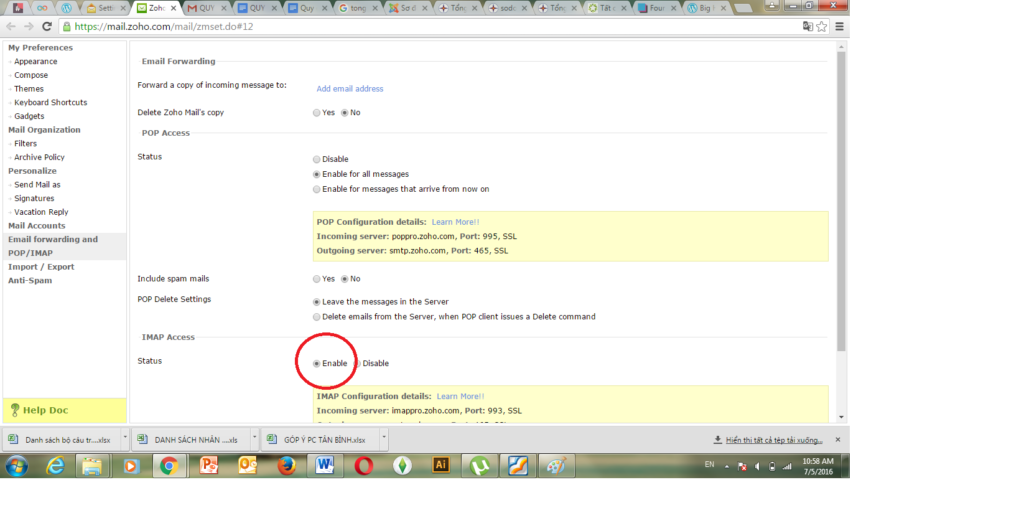 Setti
Zoho
QUY
QUY
Quy
tong
Sơ đ
Tổng
sodo
Tổng
Tất c
Four
Big
https://mail.zoho.com/mail/zmset.do#12
My Preferences
Appearance
Compose
Themes
Keyboard Shortcuts
Gadgets
Mail Organization
Filters
Archive Policy
Personalize
Send Mail as
Signatures
Vacation Reply
Mail Accounts
Email forwarding and
POP/IMAP
Import / Export
Anti-Spam
Help Doc
Email Forwarding
Forward a copy of incoming message to: Add email address
Delete Zoho Mail's copy Yes No
POP Access
Status Disable
Enable for all messages
Enable for messages that arrive from now on
POP Configuration details: Learn More!!
Incoming server: poppro.zoho.com, Port: 995, SSL
Outgoing server: smtp.zoho.com, Port: 465, SSL
Include spam mails Yes No
POP Delete Settings Leave the messages in the Server
Delete emails from the Server, when POP client issues a Delete command
IMAP Access
Status Enable Disable
IMAP Configuration details: Learn More!!
Incoming server: imappro.zoho.com, Port: 993, SSL
Danh sách bô câu tr....xlsx DANH SÁCH NHÂN ....xls GÓP Ý PC TÂN BÌNH.xlsx Hiển thị tất cả tệp tải xuống...
EN 10:58 AM
7/5/2016